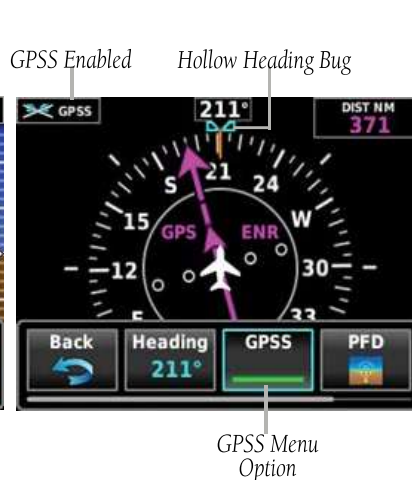 GPSS Enabled
Hollow Heading Bug
GPSS
211°
DIST NM
371
S
21
24
15
W
GPS
ENR
12
30
E
33
Back
Heading
211°
GPSS
PFD
GPSS Menu
Option